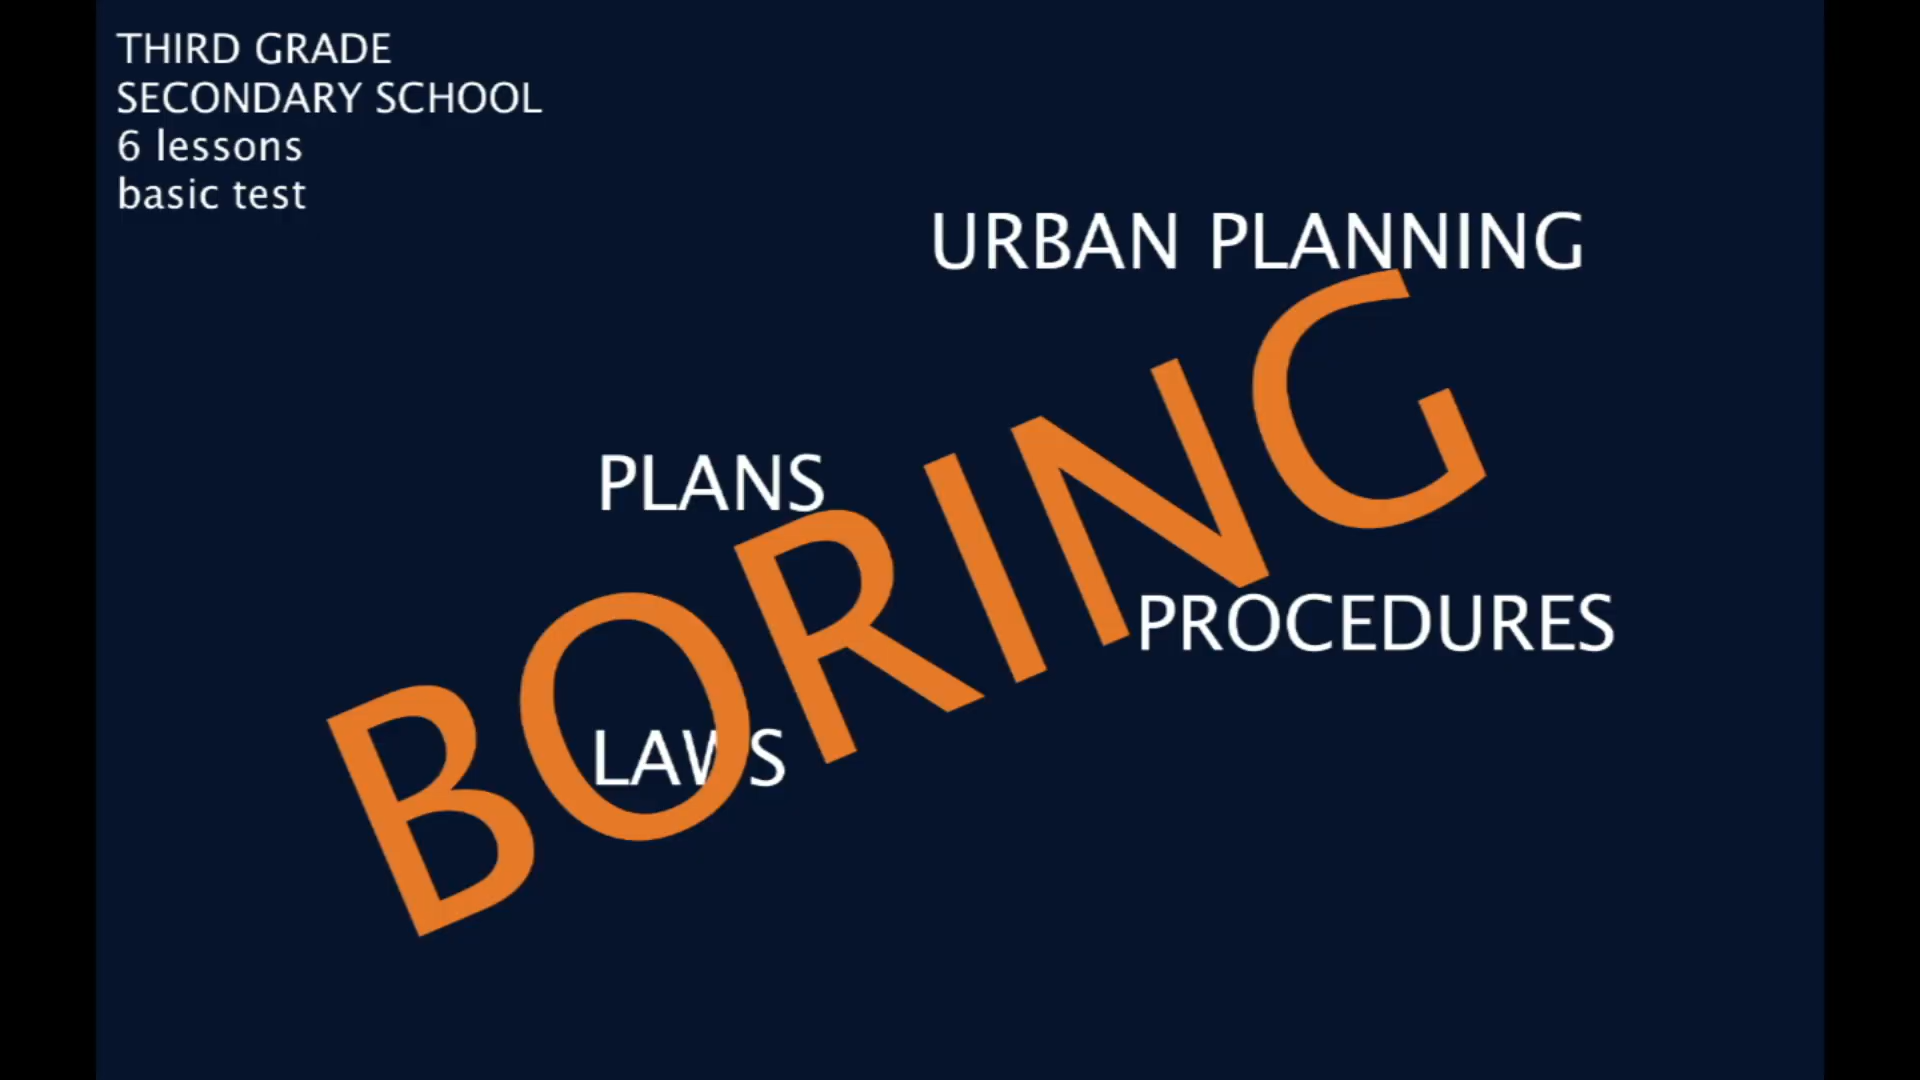 THIRD GRADE
SECONDARY SCHOOL
6 lessons
basic test
URBAN PLANNING
PLANS
BORING
PROCEDURES
LAWS